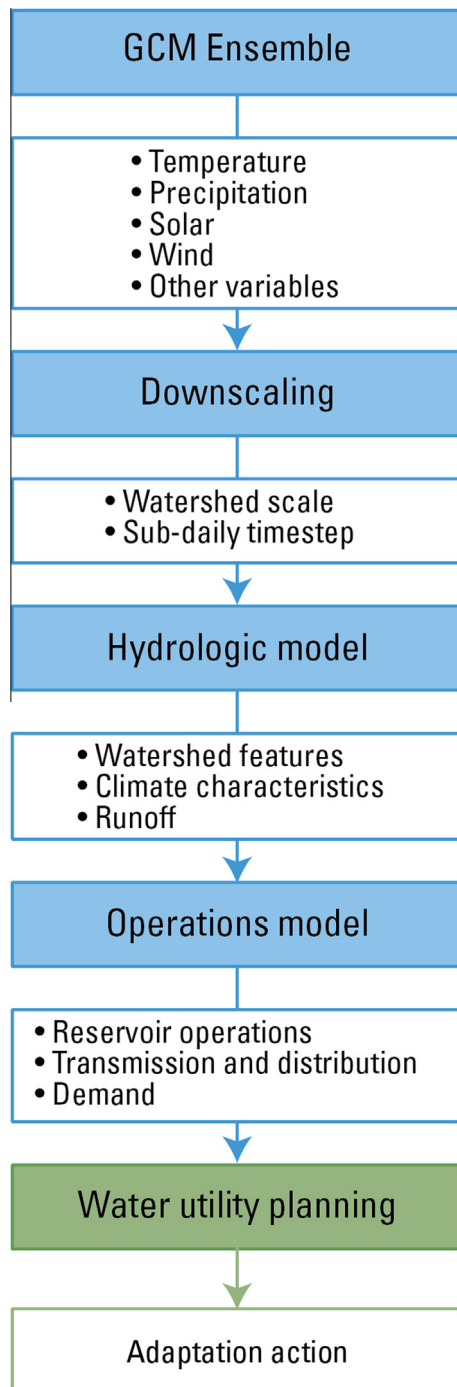 GCM Ensemble
• Temperature
• Precipitation
• Solar
• Wind
• Other variables
Downscaling
• Watershed scale
• Sub-daily timestep
Hydrologic model
• Watershed features
• Climate characteristics
• Runoff
Operations model
• Reservoir operations
• Transmission and distribution
• Demand
Water utility planning
Adaptation action